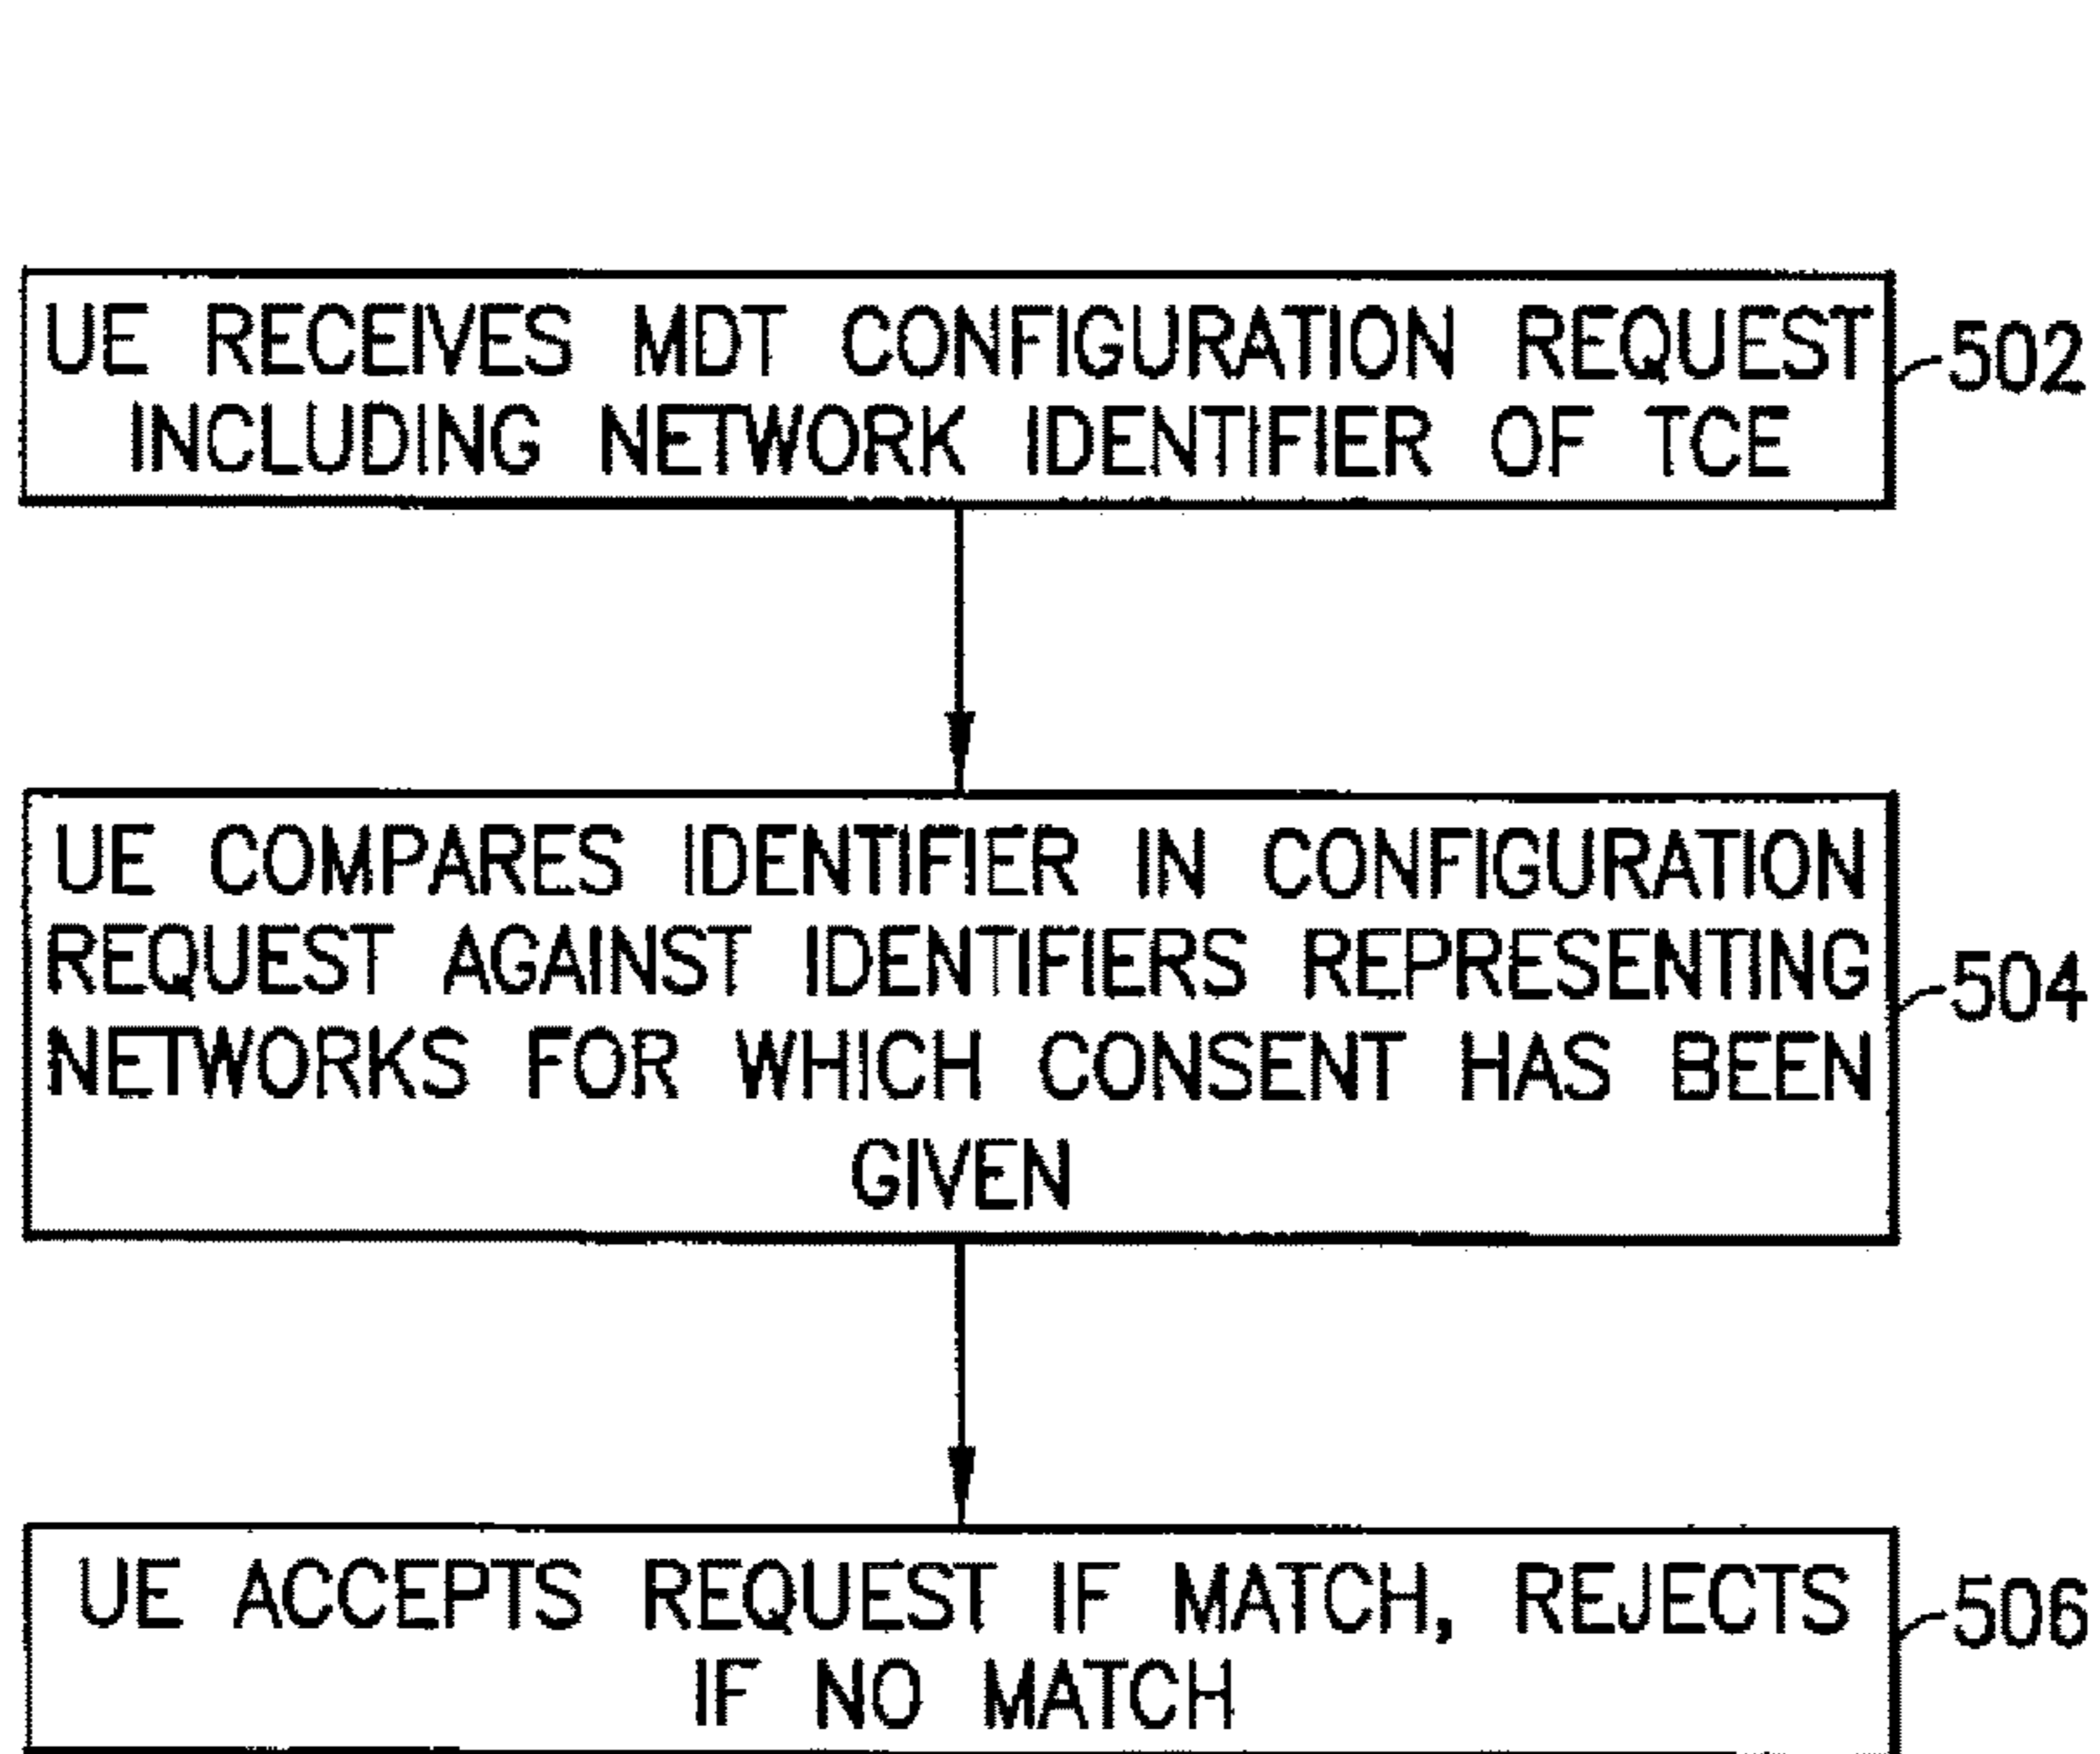 UE RECEIVES MDT CONFIGURATION REQUEST
INCLUDING NETWORK IDENTIFIER OF TCE
502
UE COMPARES IDENTIFIER IN CONFIGURATION
REQUEST AGAINST IDENTIFIERS REPRESENTING
NETWORKS FOR WHICH CONSENT HAS BEEN
GIVEN
504
UE ACCEPTS REQUEST IF MATCH, REJECTS
IF NO MATCH
506